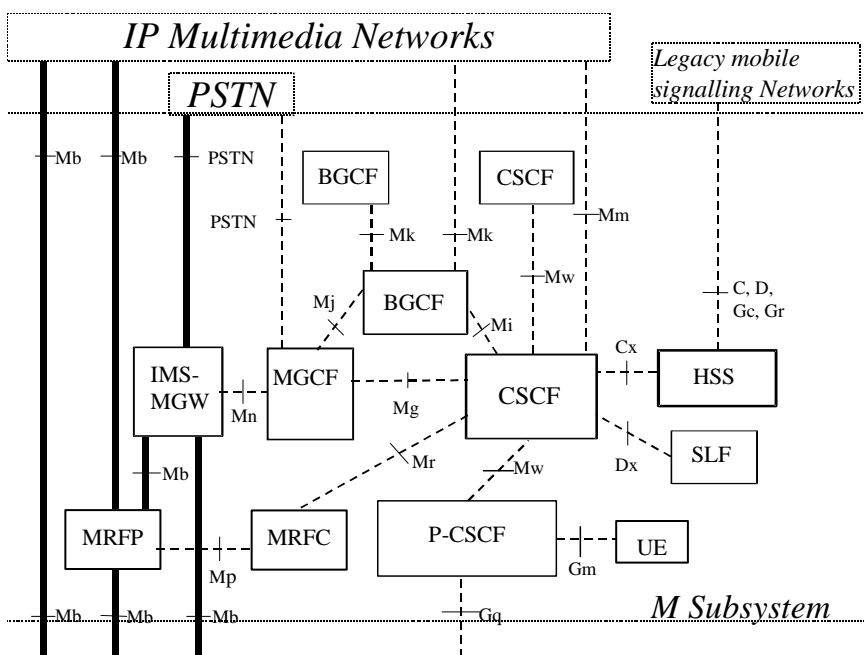 IP Multimedia Networks
PSTN
Legacy mobile
signalling Networks
Mb
Mb
PSTN
PSTN
BGCF
CSCF
Mk
Mk
Mm
Mw
C, D,
Gc, Gr
Mj
BGCF
Mi
IMS-
MGW
Mn
MGCF
Mg
CSCF
Cx
HSS
Dx
SLF
Mb
Mr
Mw
MRFP
Mp
MRFC
P-CSCF
Gm
UE
Mb
Mb
Mb
Gq
M Subsystem